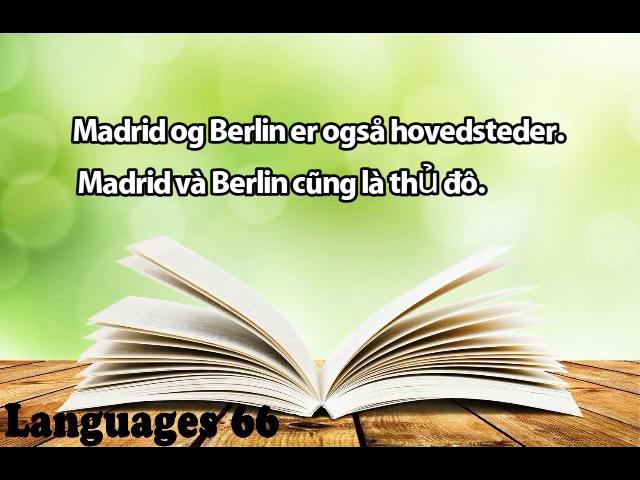 Madrid og Berlin er også hovedsteder.
Madrid và Berlin cũng là thủ đô.
Languages 66